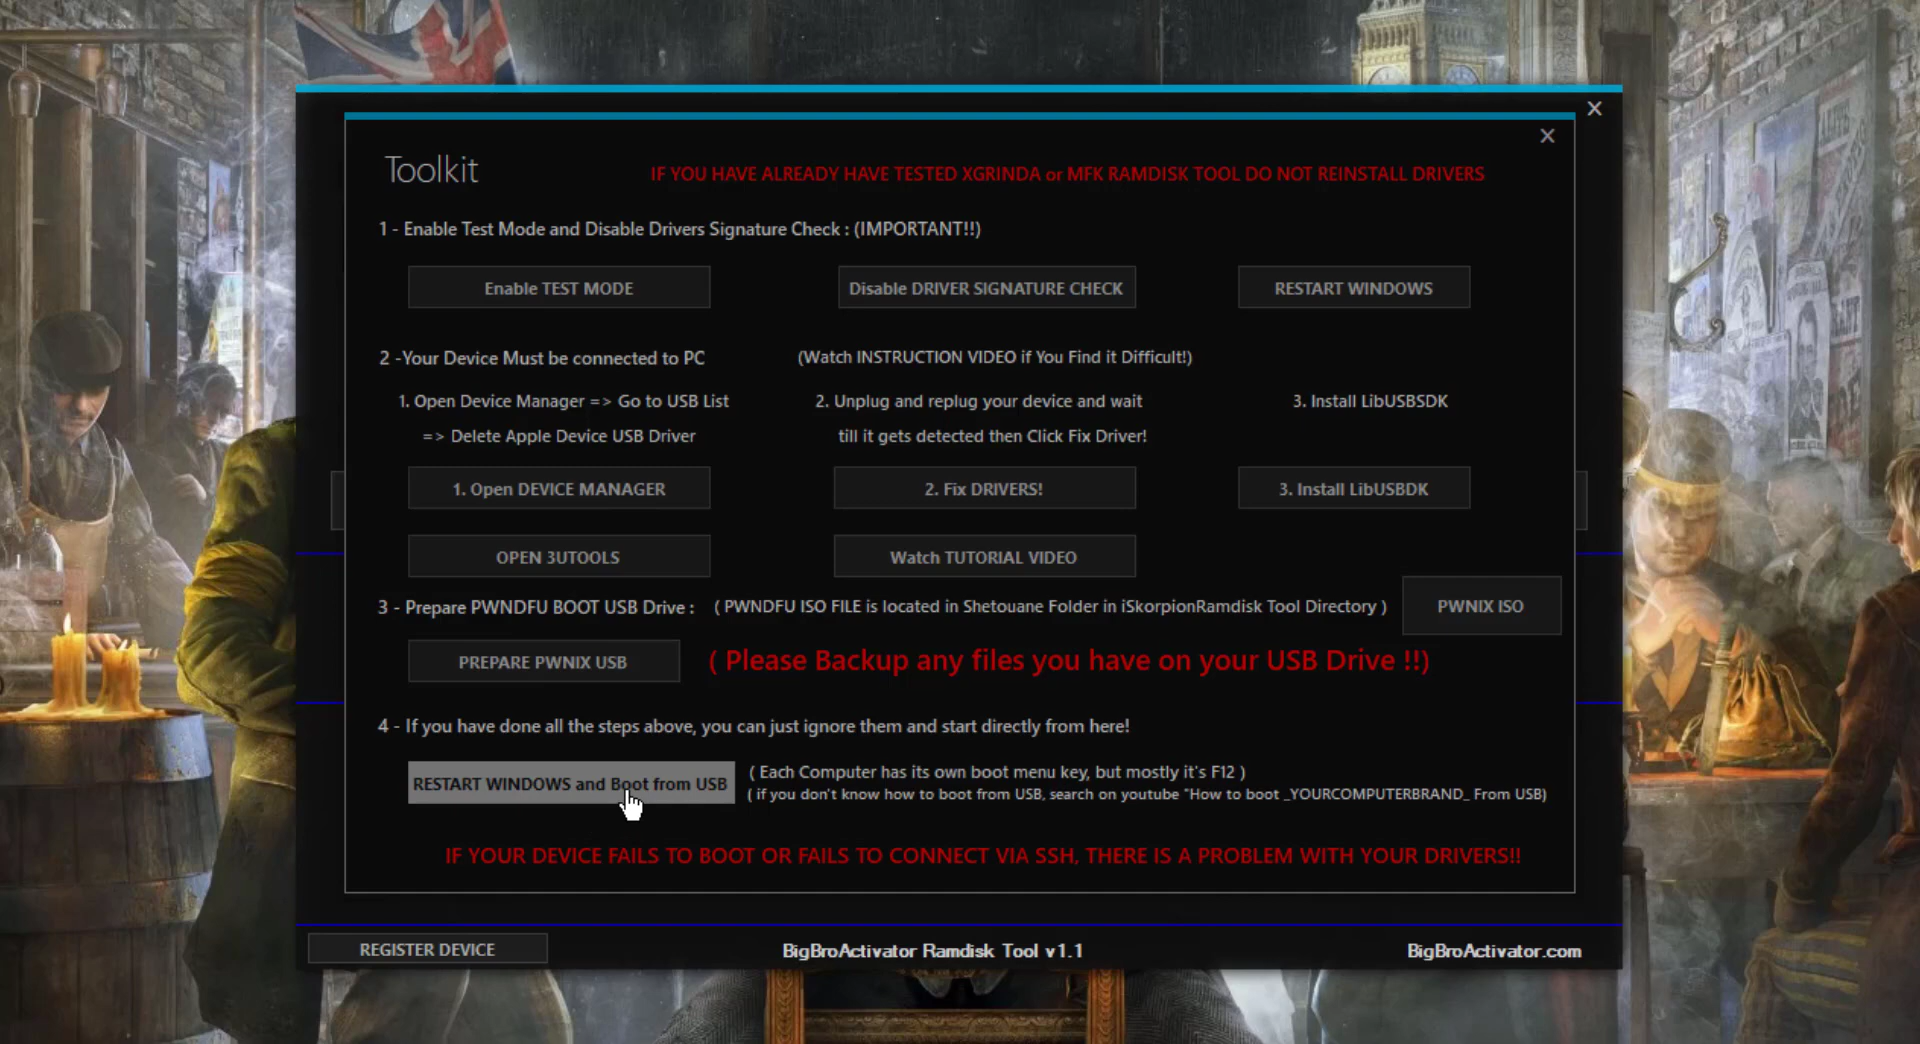 Toolkit
IF YOU HAVE ALREADY HAVE TESTED XGRINDA or MFK RAMDISK TOOL DO NOT REINSTALL DRIVERS
1 - Enable Test Mode and Disable Drivers Signature Check : (IMPORTANT!!)
Enable TEST MODE
Disable DRIVER SIGNATURE CHECK
RESTART WINDOWS
2 -Your Device Must be connected to PC
(Watch INSTRUCTION VIDEO if You Find it Difficult!)
1. Open Device Manager => Go to USB List
=> Delete Apple Device USB Driver
2. Unplug and replug your device and wait
till it gets detected then Click Fix Driver!
3. Install LibUSBSDK
1. Open DEVICE MANAGER
2. Fix DRIVERS!
3. Install LibUSBDK
OPEN 3UTOOLS
Watch TUTORIAL VIDEO
3 - Prepare PWNDFU BOOT USB Drive :
( PWNDFU ISO FILE is located in Shetouane Folder in iSkorpionRamdisk Tool Directory )
PWNIX ISO
PREPARE PWNIX USB
( Please Backup any files you have on your USB Drive !!)
4 - If you have done all the steps above, you can just ignore them and start directly from here!
RESTART WINDOWS and Boot from USB
( Each Computer has its own boot menu key, but mostly it's F12 )
( if you don't know how to boot from USB, search on youtube "How to boot _YOURCOMPUTERBRAND_ From USB)
IF YOUR DEVICE FAILS TO BOOT OR FAILS TO CONNECT VIA SSH, THERE IS A PROBLEM WITH YOUR DRIVERS!!
REGISTER DEVICE
BigBroActivator Ramdisk Tool v1.1
BigBroActivator.com